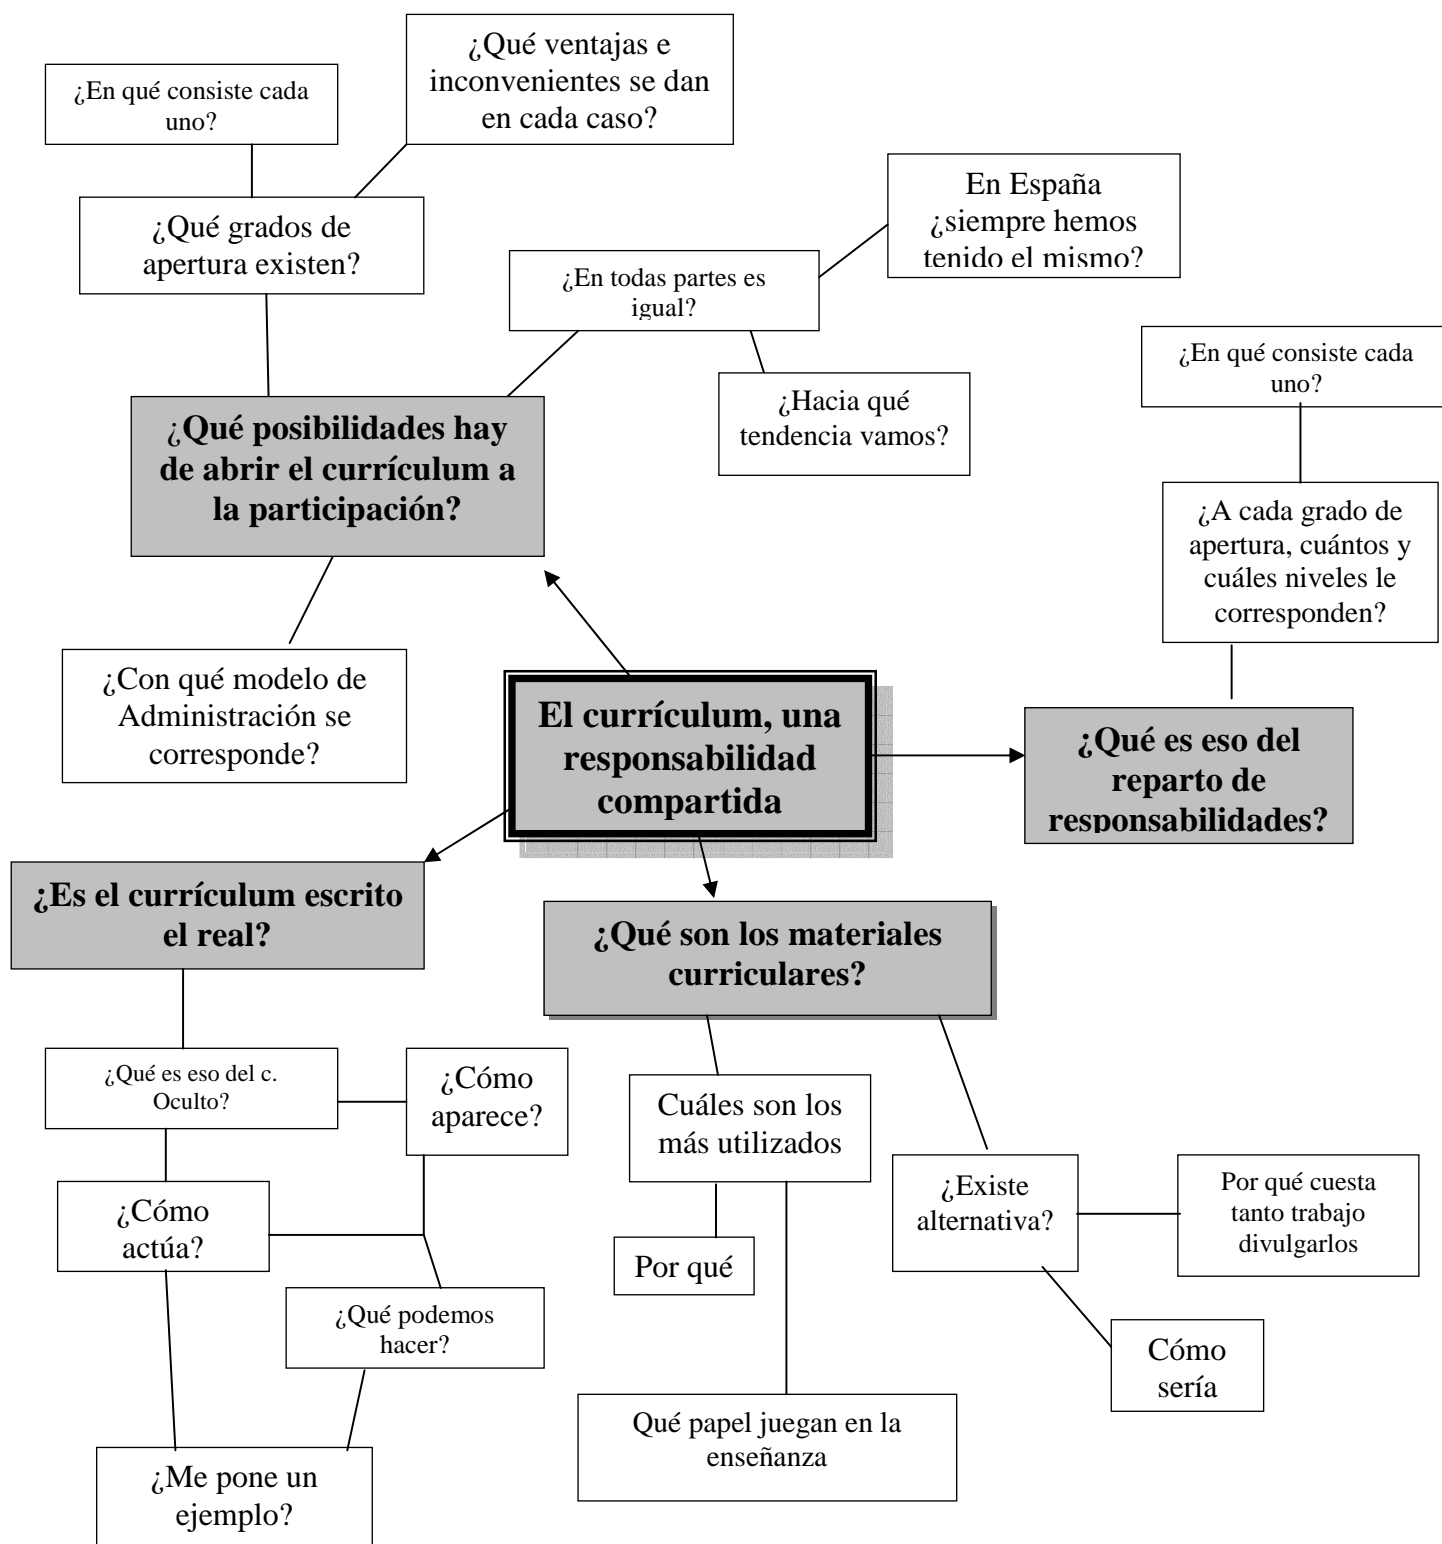 ¿Qué ventajas e
inconvenientes se dan
en cada caso?
¿En qué consiste cada
uno?
¿Qué grados de
apertura existen?
En España
¿siempre hemos
tenido el mismo?
¿En todas partes es
igual?
¿Hacia qué
tendencia vamos?
¿En qué consiste cada
uno?
¿Qué posibilidades hay
de abrir el currículum a
la participación?
¿A cada grado de
apertura, cuántos y
cuáles niveles le
corresponden?
¿Con qué modelo de
Administración se
corresponde?
El currículum, una
responsabilidad
compartida
¿Qué es eso del
reparto de
responsabilidades?
¿Es el currículum escrito
el real?
¿Qué son los materiales
curriculares?
¿Qué es eso del c.
Oculto?
¿Cómo
aparece?
Cuáles son los
más utilizados
¿Existe
alternativa?
Por qué cuesta
tanto trabajo
divulgarlos
¿Cómo
actúa?
Por qué
¿Qué podemos
hacer?
Cómo
sería
Qué papel juegan en la
enseñanza
¿Me pone un
ejemplo?